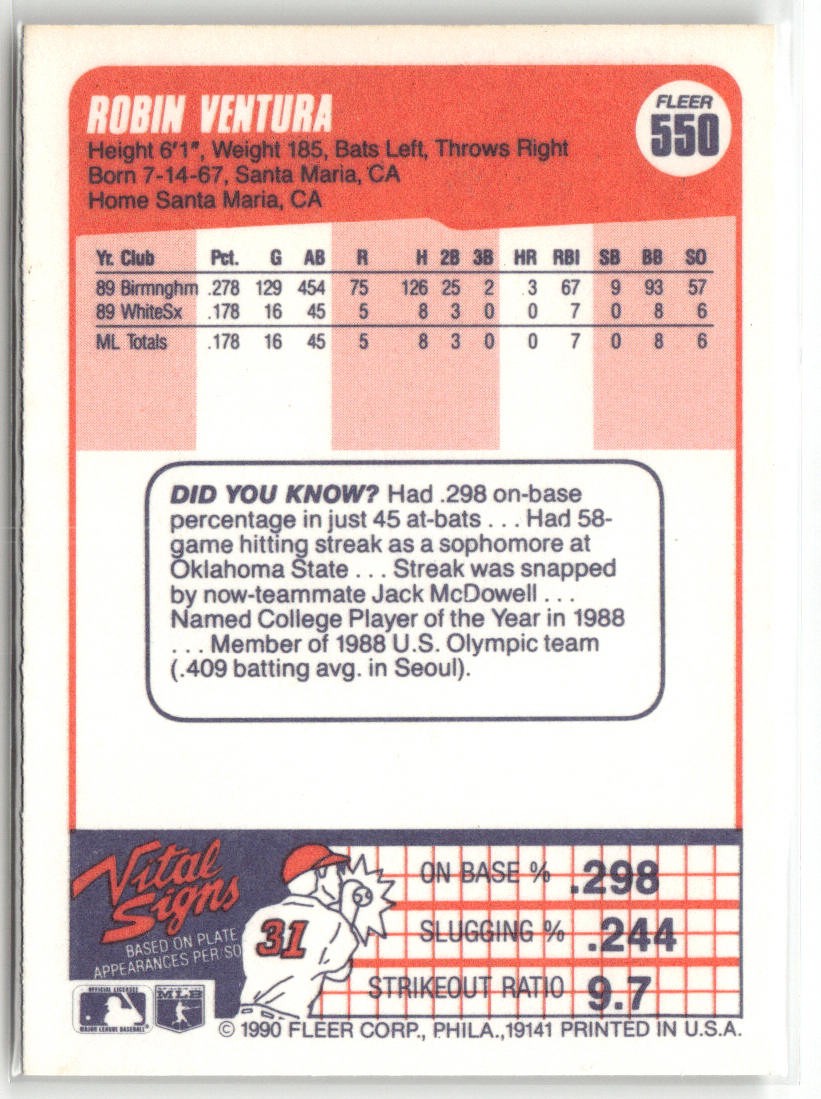 ROBIN VENTURA
FLEER
550
Height 6'1", Weight 185, Bats Left, Throws Right
Born 7-14-67, Santa Maria, CA
Home Santa Maria, CA
Yr. Club Pct. G AB R H 2B 3B HR RBI SB BB SO
89 Birmnghm .278 129 454 75 126 25 2 3 67 9 93 57
89 WhiteSx .178 16 45 5 8 3 0 0 7 0 8 6
ML Totals .178 16 45 5 8 3 0 0 7 0 8 6
DID YOU KNOW? Had .298 on-base
percentage in just 45 at-bats . . . Had 58-
game hitting streak as a sophomore at
Oklahoma State . . . Streak was snapped
by now-teammate Jack McDowell . . .
Named College Player of the Year in 1988
. . . Member of 1988 U.S. Olympic team
(.409 batting avg. in Seoul).
Vital
Signs
BASED ON PLATE
APPEARANCES PER/SO
31
ON BASE % .298
SLUGGING % .244
STRIKEOUT RATIO 9.7
OFFICIAL LICENSEE
MAJOR LEAGUE BASEBALL
MLB
© 1990 FLEER CORP., PHILA.,19141 PRINTED IN U.S.A.